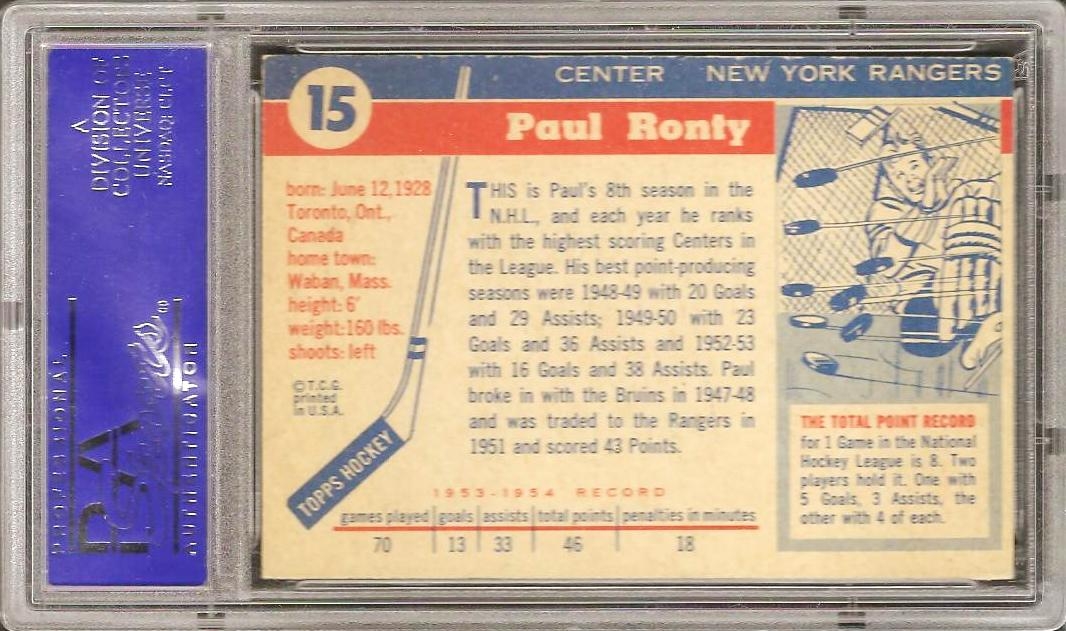 A
DIVISION OF
COLLECTORS
UNIVERSE
NASDAQ: CLCT
PROFESSIONAL
PSA
AUTHENTICATOR
15
CENTER NEW YORK RANGERS
Paul Ronty
born: June 12, 1928
Toronto, Ont.,
Canada
home town:
Waban, Mass.
height: 6'
weight: 160 lbs.
shoots: left
© T.C.G.
printed
in U.S.A.
TOPPS HOCKEY
THIS is Paul's 8th season in the
N.H.L., and each year he ranks
with the highest scoring Centers
in the League. His best point-producing
seasons were 1948-49 with 20 Goals
and 29 Assists; 1949-50 with 23
Goals and 36 Assists and 1952-53
with 16 Goals and 38 Assists. Paul
broke in with the Bruins in 1947-48
and was traded to the Rangers in
1951 and scored 43 Points.
1953-1954 RECORD
games played goals assists total points penalties in minutes
70 13 33 46 18
THE TOTAL POINT RECORD
for 1 Game in the National
Hockey League is 8. Two
players hold it. One with
5 Goals, 3 Assists, the
other with 4 of each.